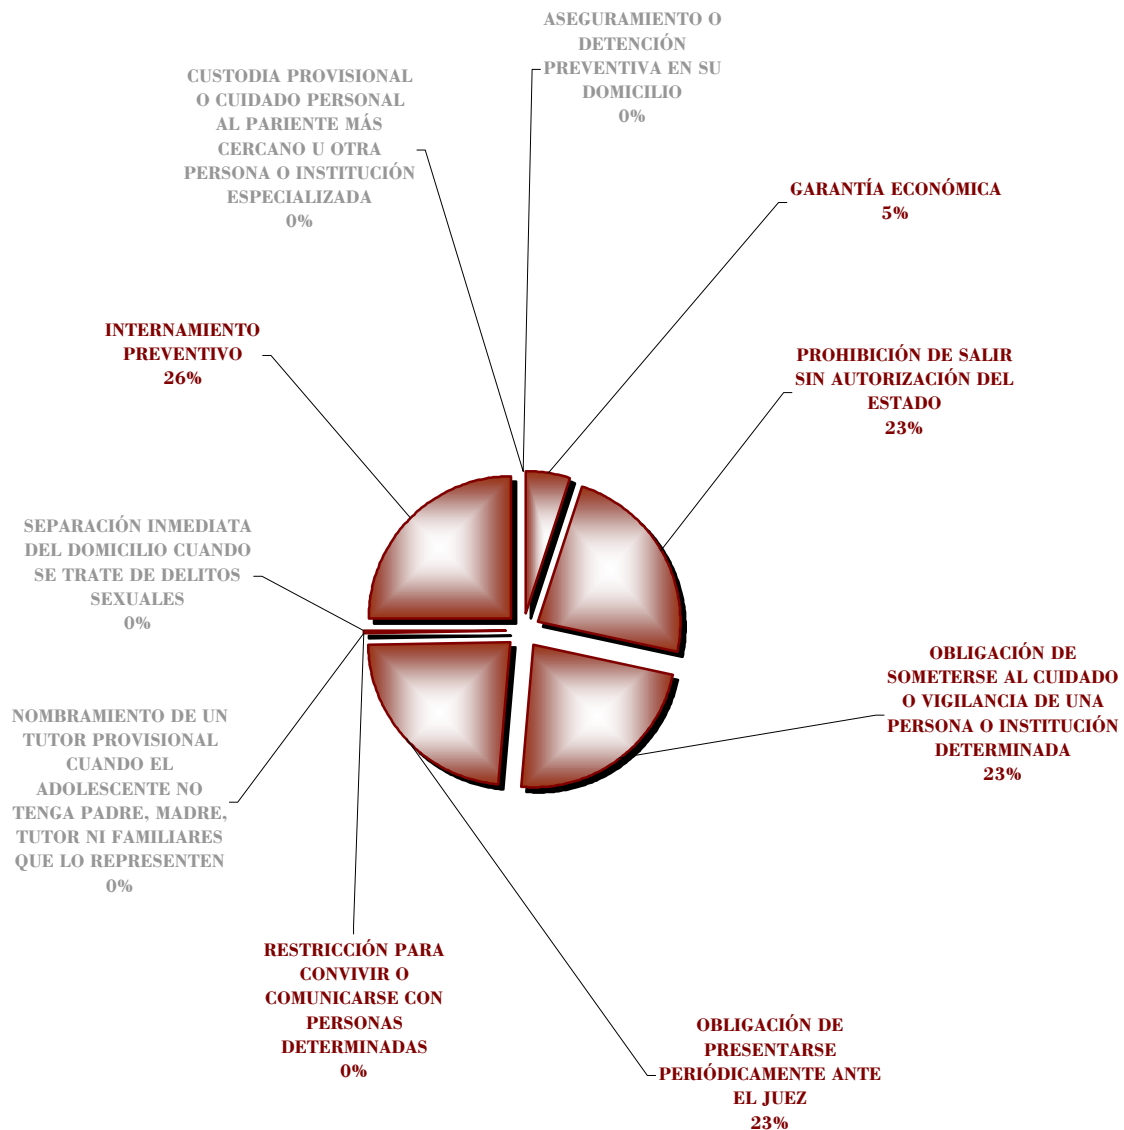 ASEGURAMIENTO O
DETENCIÓN
PREVENTIVA EN SU
DOMICILIO
0%
CUSTODIA PROVISIONAL
O CUIDADO PERSONAL
AL PARIENTE MÁS
CERCANO U OTRA
PERSONA O INSTITUCIÓN
ESPECIALIZADA
0%
GARANTÍA ECONÓMICA
5%
INTERNAMIENTO
PREVENTIVO
26%
PROHIBICIÓN DE SALIR
SIN AUTORIZACIÓN DEL
ESTADO
23%
SEPARACIÓN INMEDIATA
DEL DOMICILIO CUANDO
SE TRATE DE DELITOS
SEXUALES
0%
OBLIGACIÓN DE
SOMETERSE AL CUIDADO
O VIGILANCIA DE UNA
PERSONA O INSTITUCIÓN
DETERMINADA
23%
NOMBRAMIENTO DE UN
TUTOR PROVISIONAL
CUANDO EL
ADOLESCENTE NO
TENGA PADRE, MADRE,
TUTOR NI FAMILIARES
QUE LO REPRESENTEN
0%
RESTRICCIÓN PARA
CONVIVIR O
COMUNICARSE CON
PERSONAS
DETERMINADAS
0%
OBLIGACIÓN DE
PRESENTARSE
PERIÓDICAMENTE ANTE
EL JUEZ
23%